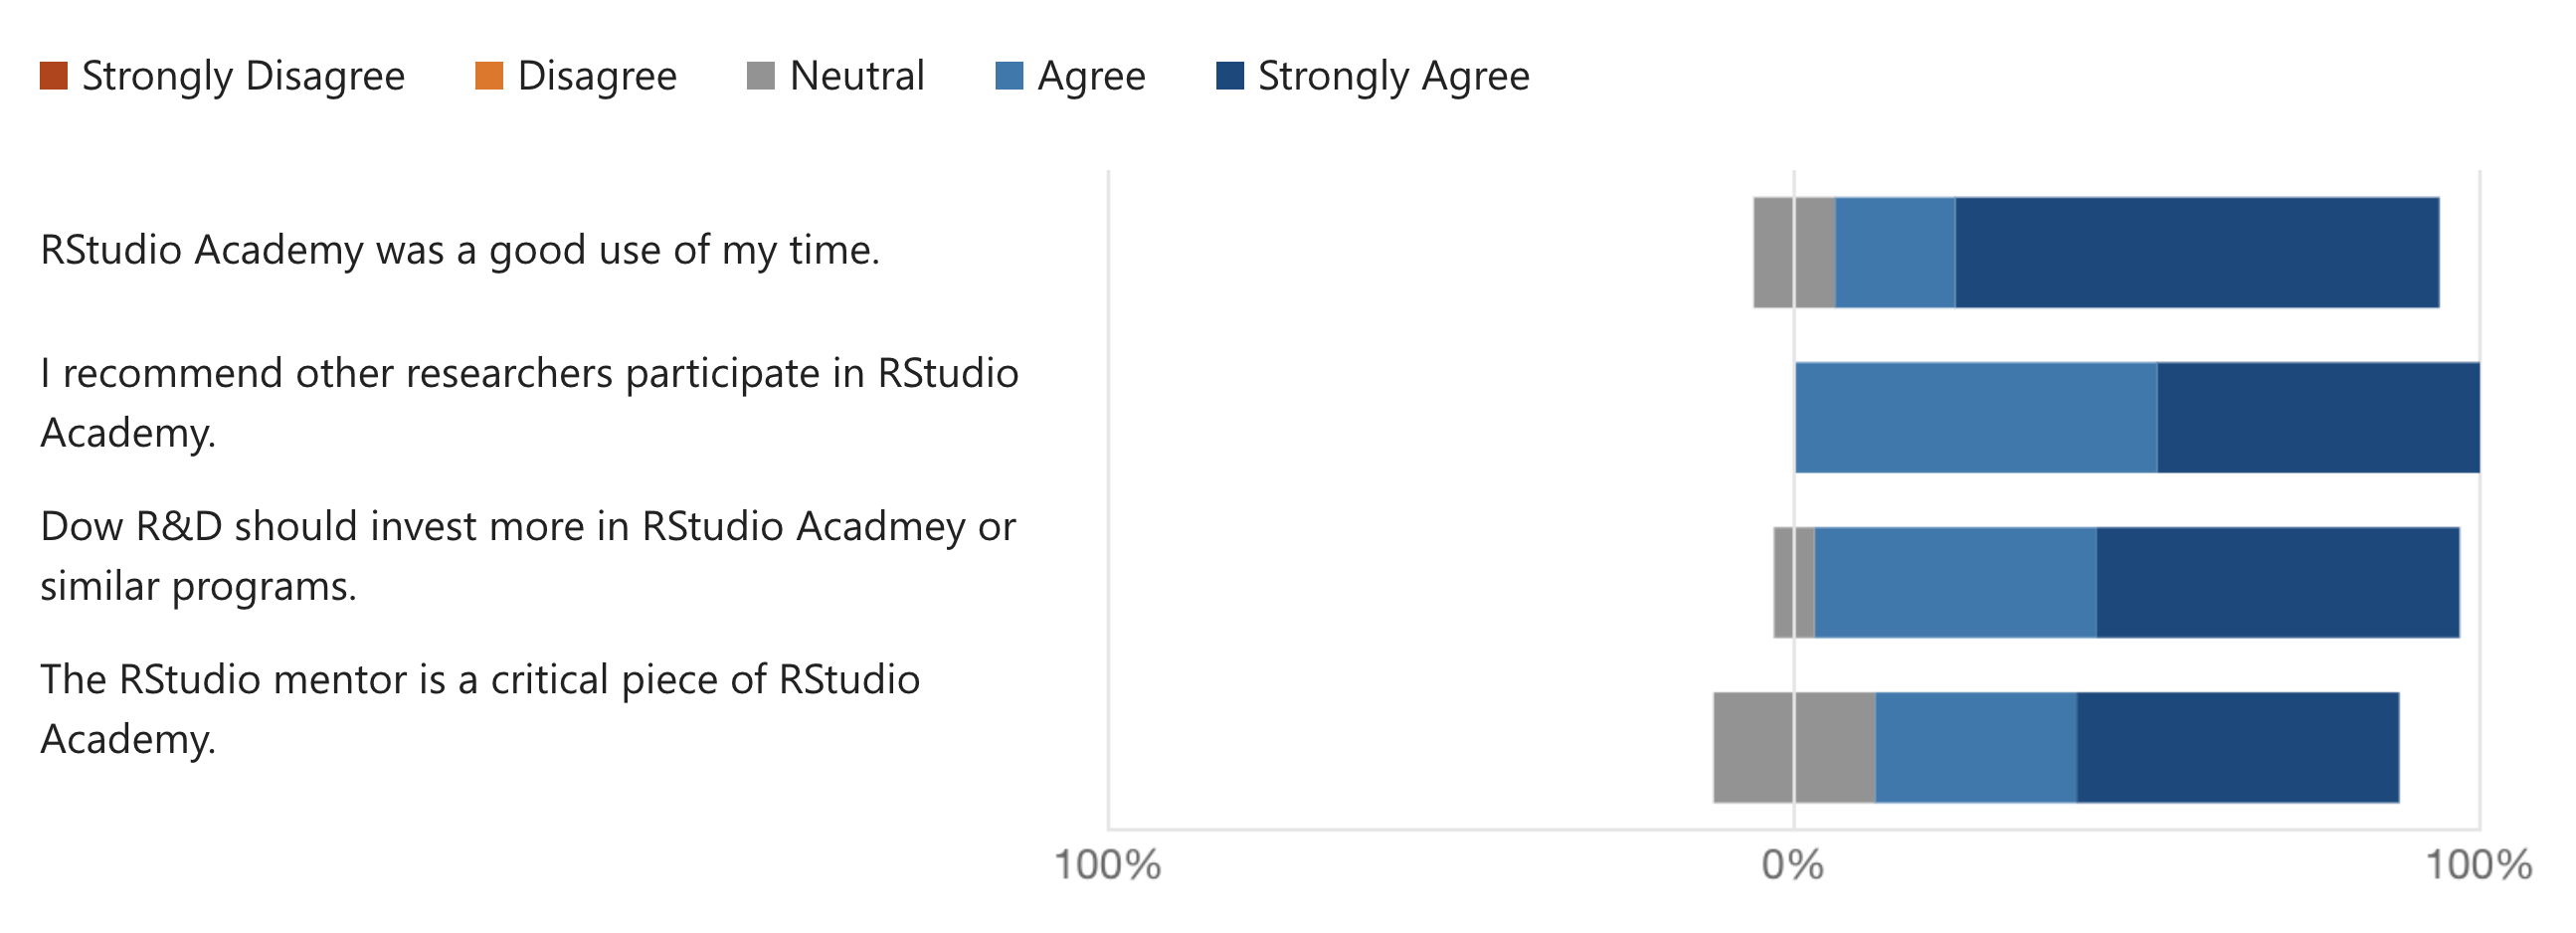 Strongly Disagree Disagree Neutral Agree Strongly Agree
RStudio Academy was a good use of my time.
I recommend other researchers participate in RStudio
Academy.
Dow R&D should invest more in RStudio Acadmey or
similar programs.
The RStudio mentor is a critical piece of RStudio
Academy.
100% 0% 100%